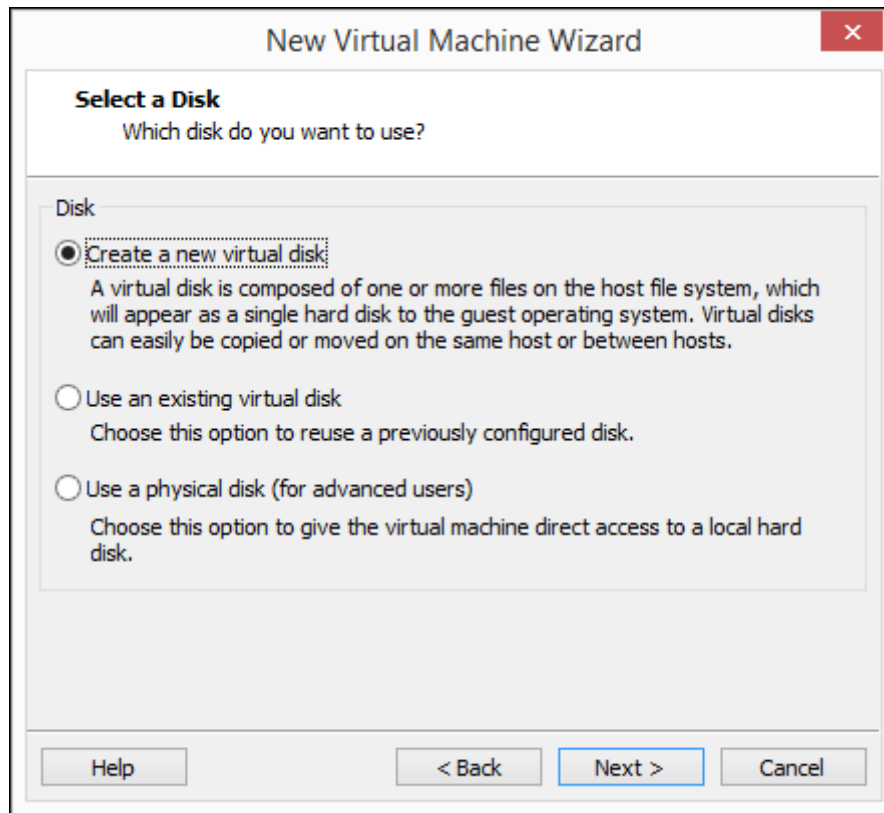 New Virtual Machine Wizard
Select a Disk
Which disk do you want to use?
Disk
Create a new virtual disk
A virtual disk is composed of one or more files on the host file system, which
will appear as a single hard disk to the guest operating system. Virtual disks
can easily be copied or moved on the same host or between hosts.
Use an existing virtual disk
Choose this option to reuse a previously configured disk.
Use a physical disk (for advanced users)
Choose this option to give the virtual machine direct access to a local hard
disk.
Help < Back Next > Cancel